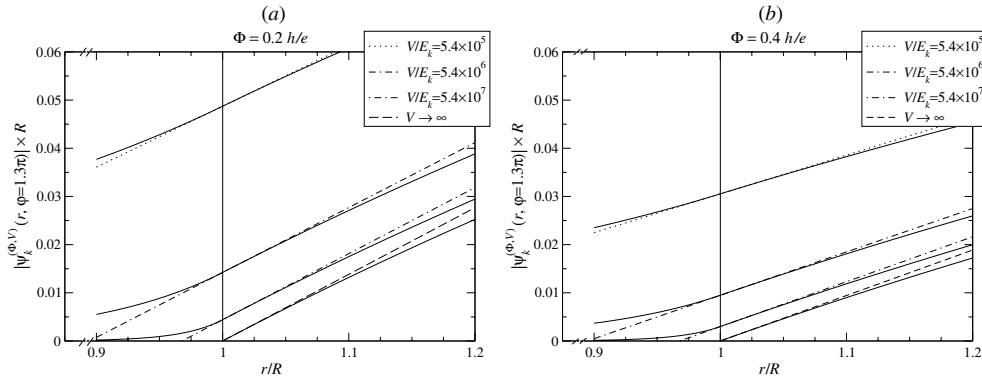 (a)
Φ = 0.2 h/e
V/E_k=5.4×10^5
V/E_k=5.4×10^6
V/E_k=5.4×10^7
V → ∞
|ψ_k^(Φ,V) (r, φ=1.3π)| × R
0.06
0.05
0.04
0.03
0.02
0.01
0
0.9
1
1.1
1.2
r/R
(b)
Φ = 0.4 h/e
V/E_k=5.4×10^5
V/E_k=5.4×10^6
V/E_k=5.4×10^7
V → ∞
|ψ_k^(Φ,V) (r, φ=1.3π)| × R
0.06
0.05
0.04
0.03
0.02
0.01
0
0.9
1
1.1
1.2
r/R